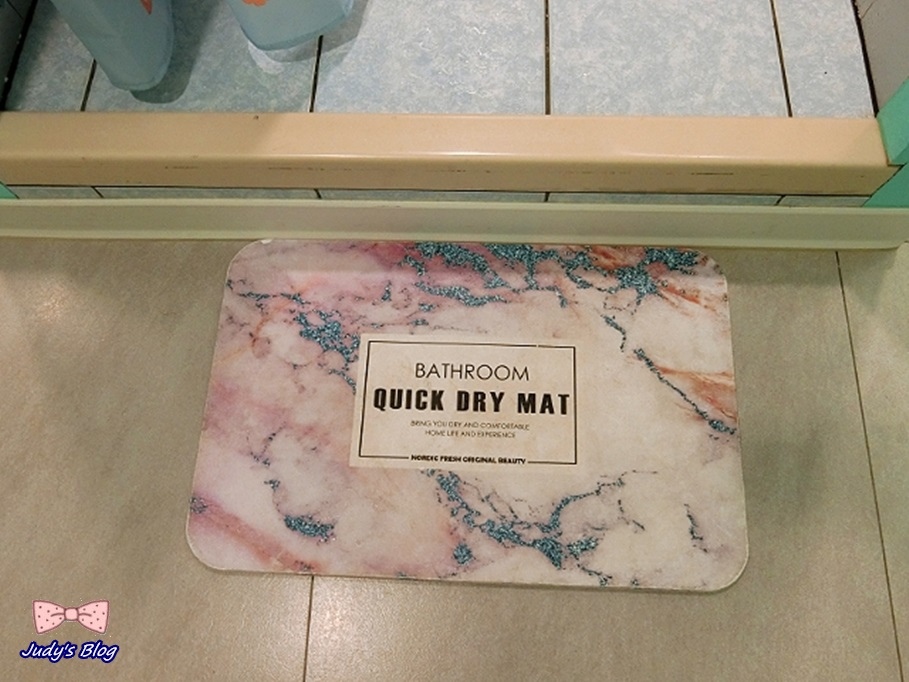 BATHROOM
QUICK DRY MAT
BRING YOU DRY AND COMFORTABLE
HOME LIFE AND EXPERIENCE
NORDIC FRESH ORIGINAL BEAUTY
Judy's Blog